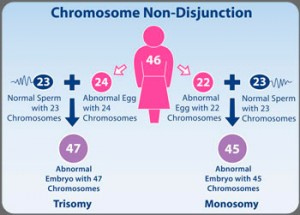 Chromosome Non-Disjunction
46
23
24
22
23
Normal Sperm
with 23
Chromosomes
Abnormal Egg
with 24
Chromosomes
Abnormal
Egg with 22
Chromosomes
Normal Sperm
with 23
Chromosomes
47
45
Abnormal
Embryo with 47
Chromosomes
Abnormal
Embryo with 45
Chromosomes
Trisomy
Monosomy